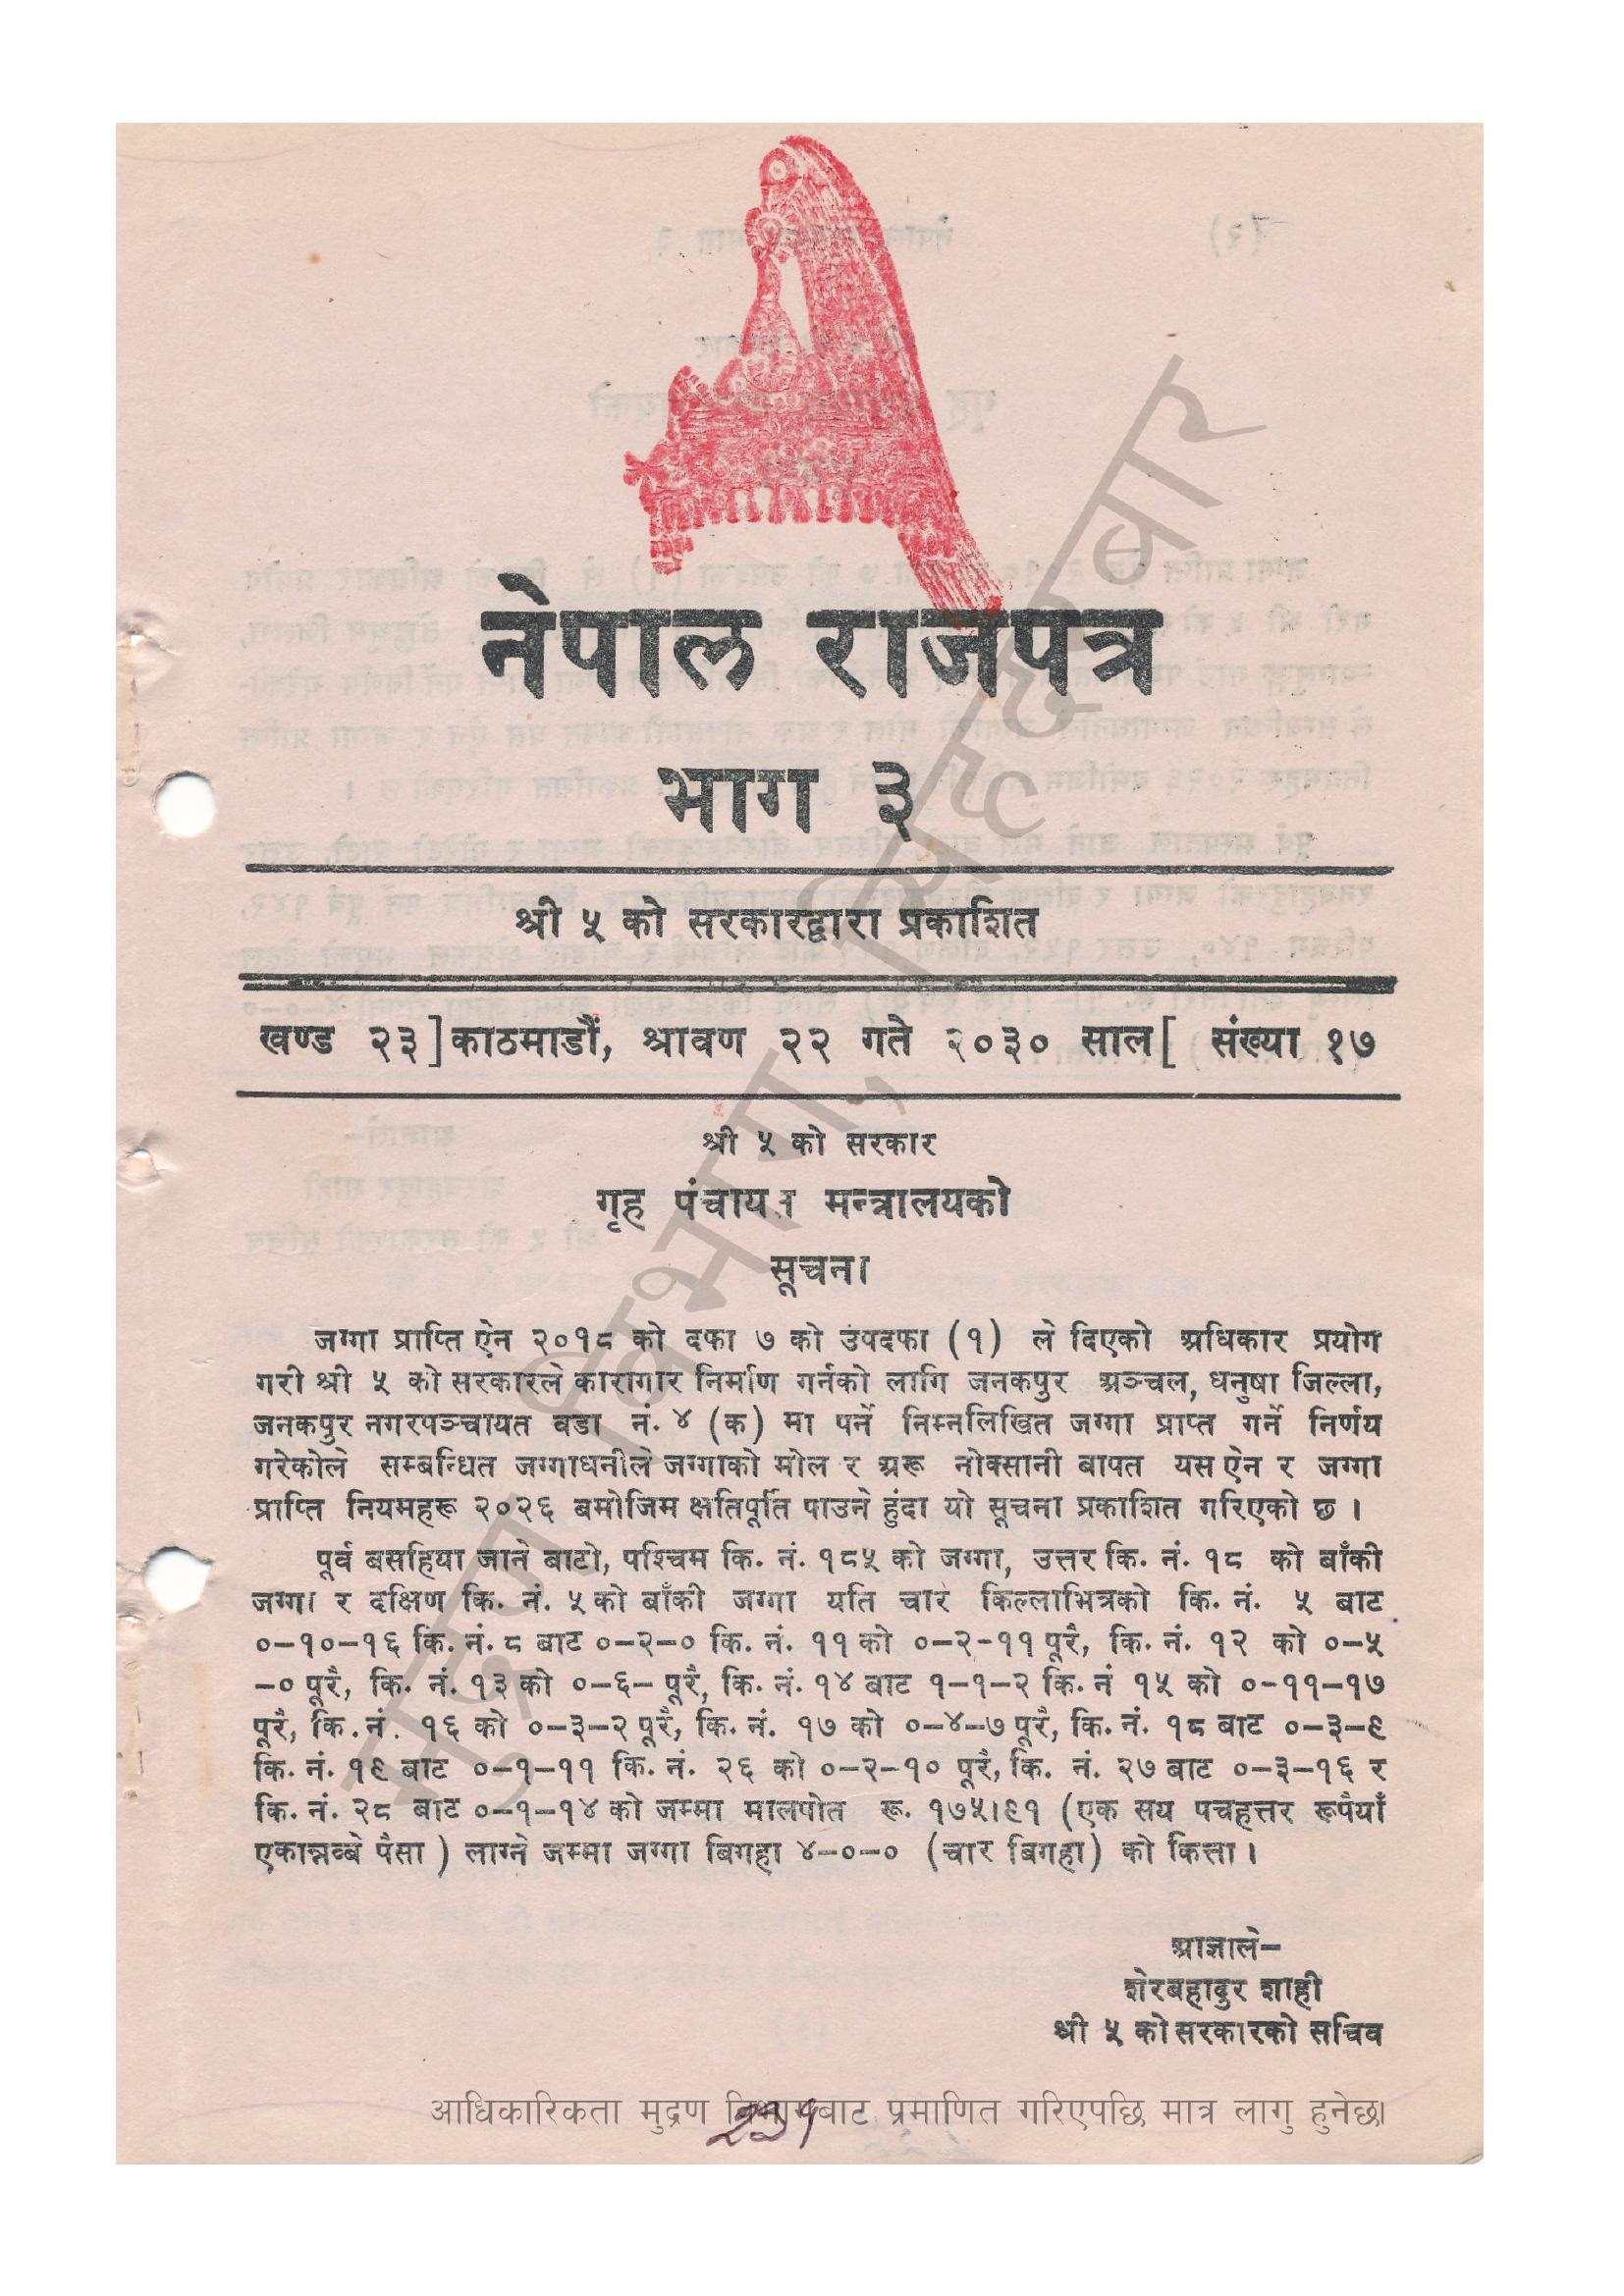 नेपाल राजपत्र
भाग ३
श्री ५ को सरकारद्वारा प्रकाशित
खण्ड २३] काठमाडौं, श्रावण २२ गते २०३० साल [ संख्या १७
श्री ५ को सरकार
गृह पंचायत मन्त्रालयको
सूचना
जग्गा प्राप्ति ऐन २०१८ को दफा ७ को उपदफा (१) ले दिएको अधिकार प्रयोग
गरी श्री ५ को सरकारले कारागार निर्माण गर्नको लागि जनकपुर अञ्चल, धनुषा जिल्ला,
जनकपुर नगरपञ्चायत वडा नं. ४ (क) मा पर्ने निम्नलिखित जग्गा प्राप्त गर्ने निर्णय
गरेकोले सम्बन्धित जग्गाधनीले जग्गाको मोल र अरू नोक्सानी बापत यस ऐन र जग्गा
प्राप्ति नियमहरू २०२६ बमोजिम क्षतिपूर्ति पाउने हुंदा यो सूचना प्रकाशित गरिएको छ ।
पूर्व बसहिया जाने बाटो, पश्चिम कि. नं. १८५ को जग्गा, उत्तर कि. नं. १८ को बाँकी
जग्गा र दक्षिण कि. नं. ५ को बाँकी जग्गा यति चार किल्लाभित्रको कि. नं. ५ बाट
०–१०–१६ कि. नं. ८ बाट ०–२–० कि. नं. ११ को ०–२–११ पूरै, कि. नं. १२ को ०–५
–० पूरै, कि. नं. १३ को ०–६– पूरै, कि. नं. १४ बाट १–१–२ कि. नं १५ को ०–११–१७
पूरै, कि. नं. १६ को ०–३–२ पूरै, कि. नं. १७ को ०–४–७ पूरै, कि. नं. १८ बाट ०–३–९
कि. नं. १९ बाट ०–१–११ कि. नं. २६ को ०–२–१० पूरै, कि. नं. २७ बाट ०–३–१६ र
कि. नं. २८ बाट ०–१–१४ को जम्मा मालपोत रू. १७५।९१ (एक सय पचहत्तर रूपैयाँ
एकान्नब्बे पैसा ) लाग्ने जम्मा जग्गा बिगहा ४–०–० (चार बिगहा) को कित्ता ।
आज्ञाले–
शेरबहादुर शाही
श्री ५ को सरकारको सचिव
आधिकारिकता मुद्रण विभागबाट प्रमाणित गरिएपछि मात्र लागु हुनेछ।